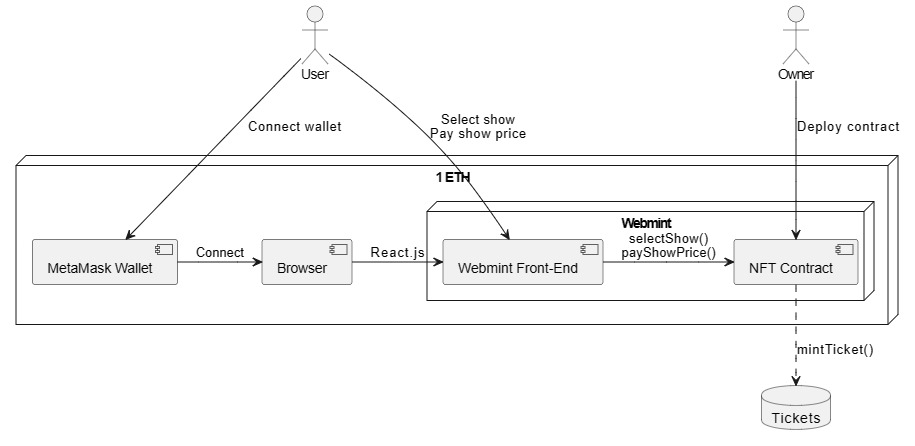 User
Owner
Connect wallet
Select show
Pay show price
Deploy contract
1 ETH
Webmint
MetaMask Wallet
Connect
Browser
React.js
Webmint Front-End
selectShow()
payShowPrice()
NFT Contract
mintTicket()
Tickets